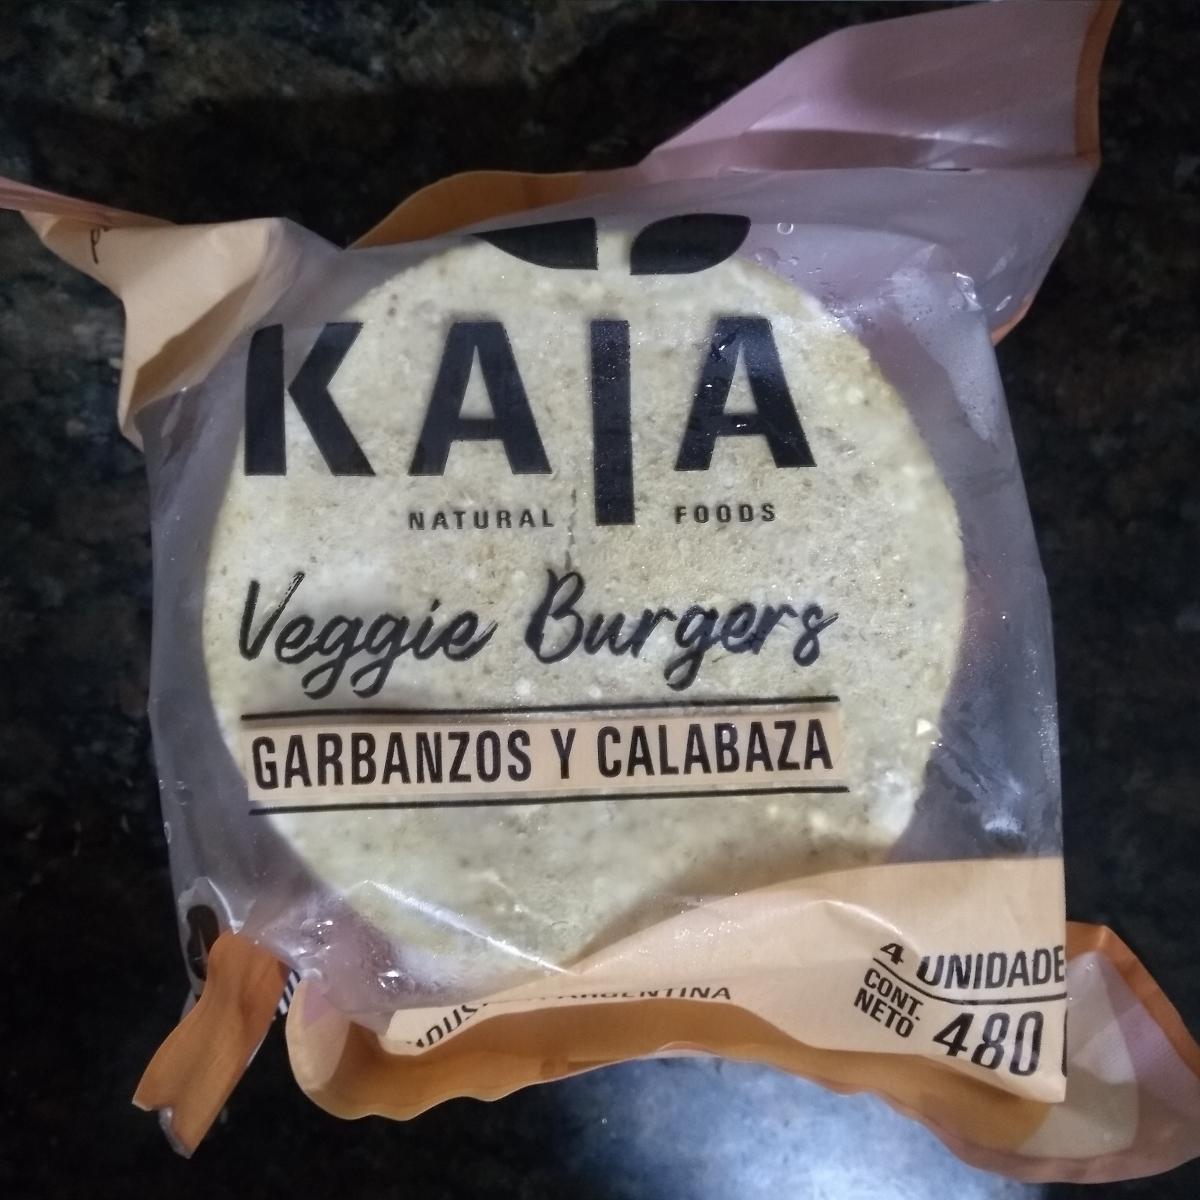 KAIA
NATURAL FOODS
Veggie Burgers
GARBANZOS Y CALABAZA
4 UNIDADE
CONT.
NETO 480
ARGENTINA